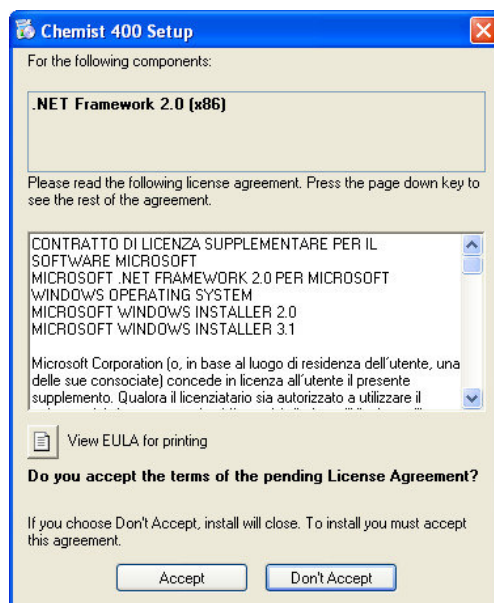 Chemist 400 Setup
For the following components:
.NET Framework 2.0 (x86)
Please read the following license agreement. Press the page down key to
see the rest of the agreement.
CONTRATTO DI LICENZA SUPPLEMENTARE PER IL
SOFTWARE MICROSOFT
MICROSOFT .NET FRAMEWORK 2.0 PER MICROSOFT
WINDOWS OPERATING SYSTEM
MICROSOFT WINDOWS INSTALLER 2.0
MICROSOFT WINDOWS INSTALLER 3.1
Microsoft Corporation (o, in base al luogo di residenza dell'utente, una
delle sue consociate) concede in licenza all'utente il presente
supplemento. Qualora il licenziatario sia autorizzato a utilizzare il
View EULA for printing
Do you accept the terms of the pending License Agreement?
If you choose Don't Accept, install will close. To install you must accept
this agreement.
Accept
Don't Accept